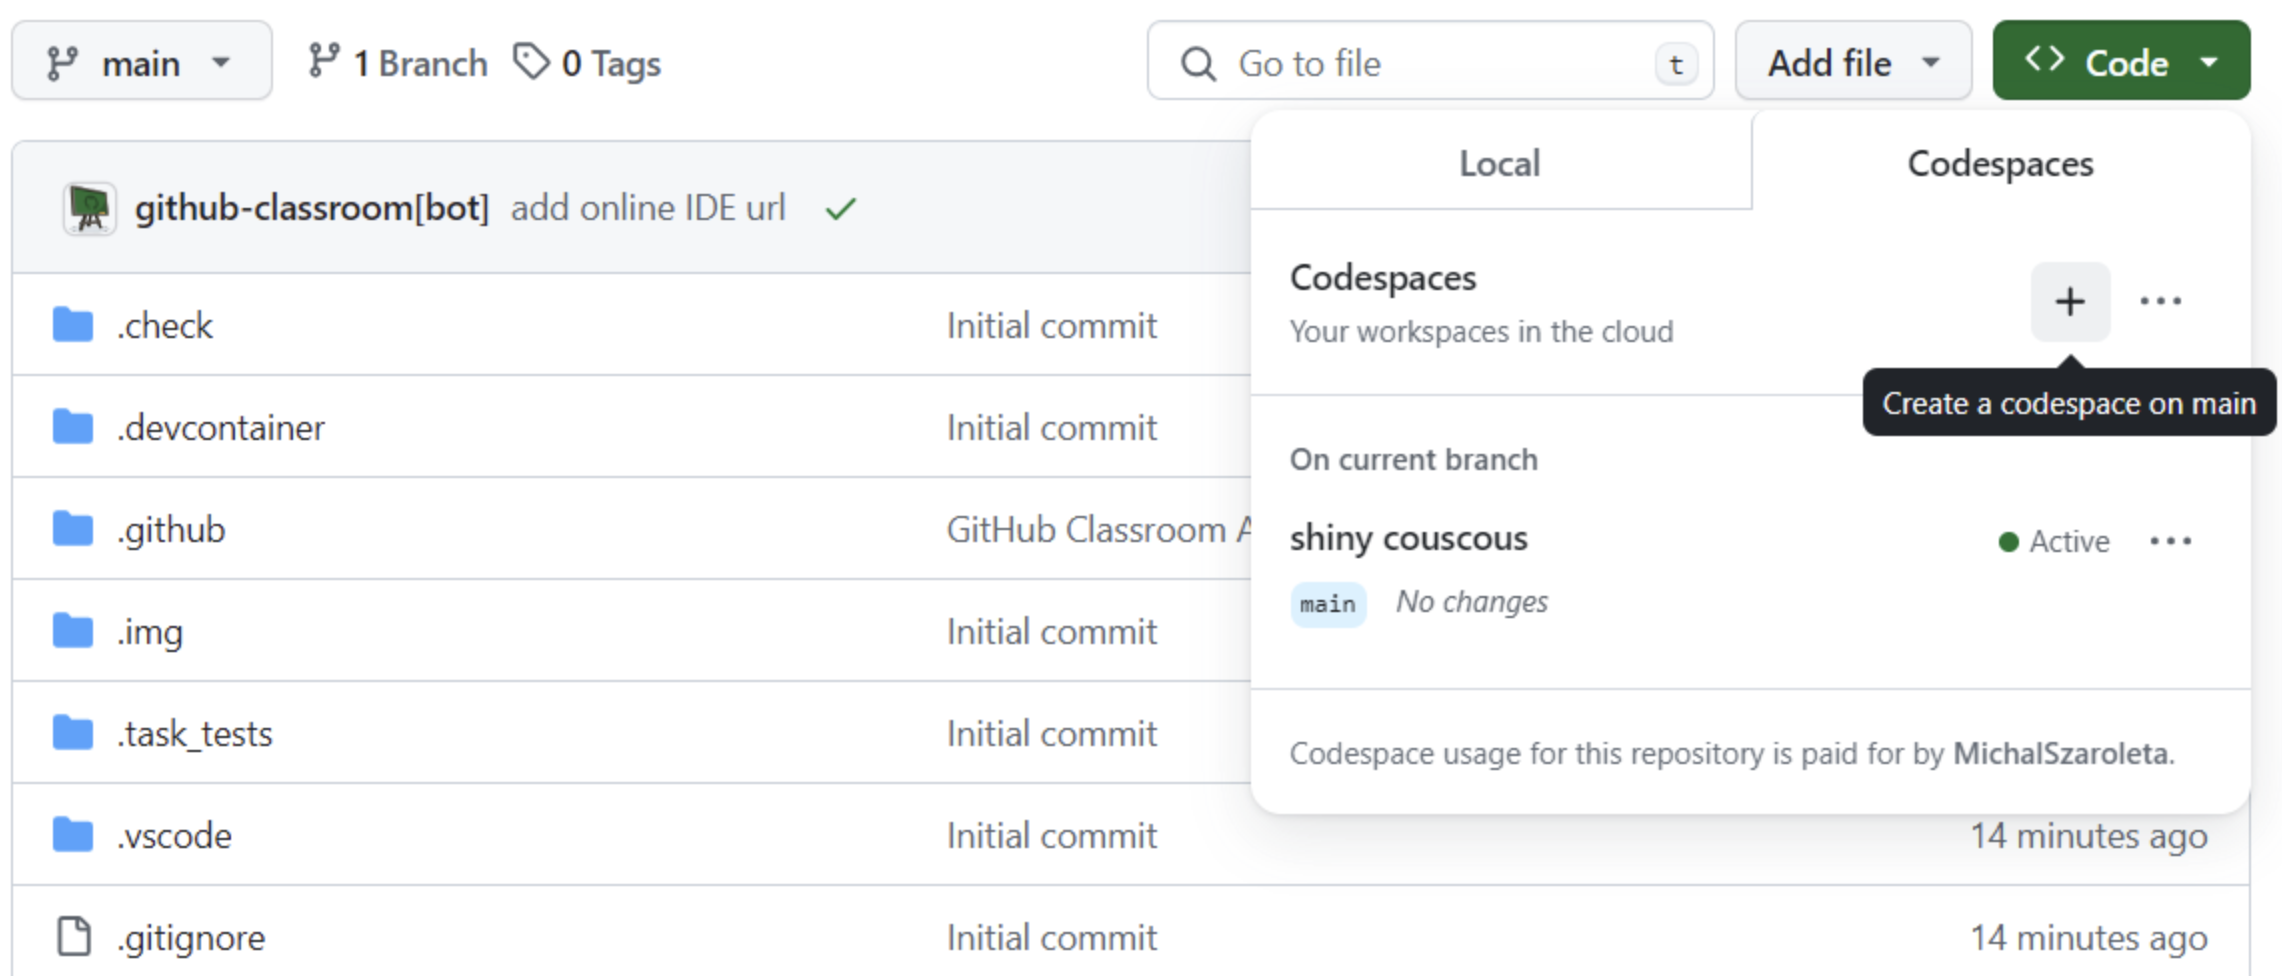 main 1 Branch 0 Tags Go to file t Add file Code
Local Codespaces
github-classroom[bot] add online IDE url
Codespaces
Your workspaces in the cloud
Create a codespace on main
.check Initial commit
.devcontainer Initial commit
On current branch
.github GitHub Classroom
shiny couscous Active
main No changes
.img Initial commit
.task_tests Initial commit
Codespace usage for this repository is paid for by MichalSzaroleta.
.vscode Initial commit 14 minutes ago
.gitignore Initial commit 14 minutes ago